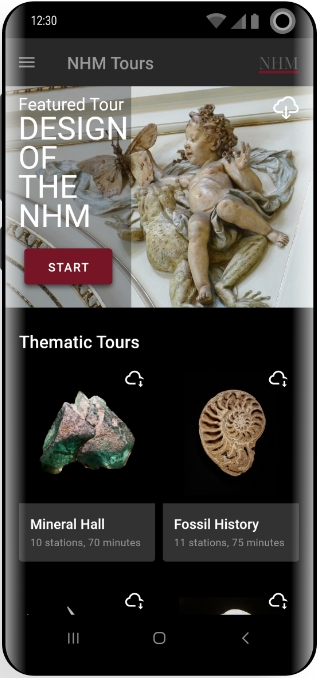 12:30
NHM Tours
NHM
Featured Tour
DESIGN
OF
THE
NHM
START
Thematic Tours
Mineral Hall
10 stations, 70 minutes
Fossil History
11 stations, 75 minutes